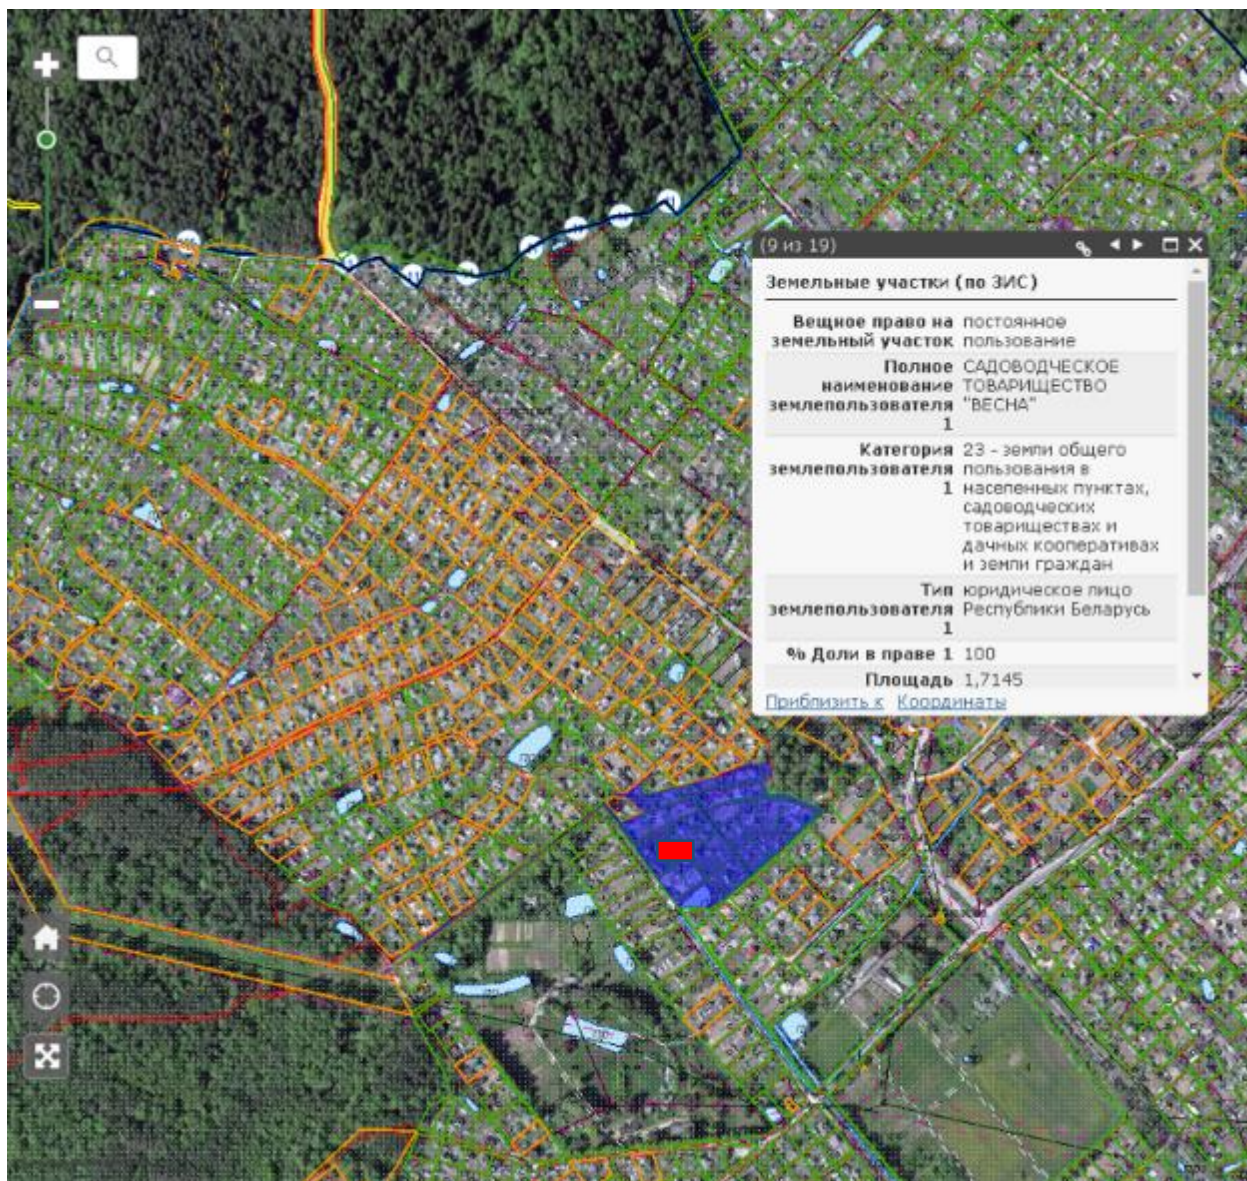 (9 из 19)
Земельные участки (по ЗИС)
Вещное право на земельный участок
постоянное пользование
Полное наименование землепользователя 1
САДОВОДЧЕСКОЕ ТОВАРИЩЕСТВО "ВЕСНА"
Категория землепользователя 1
23 - земли общего
пользования в
населенных пунктах,
садоводческих
товариществах и
дачных кооперативах
и земли граждан
Тип землепользователя 1
юридическое лицо
Республики Беларусь
% Доли в праве 1 100
Площадь 1,7145
Приблизить к Координаты